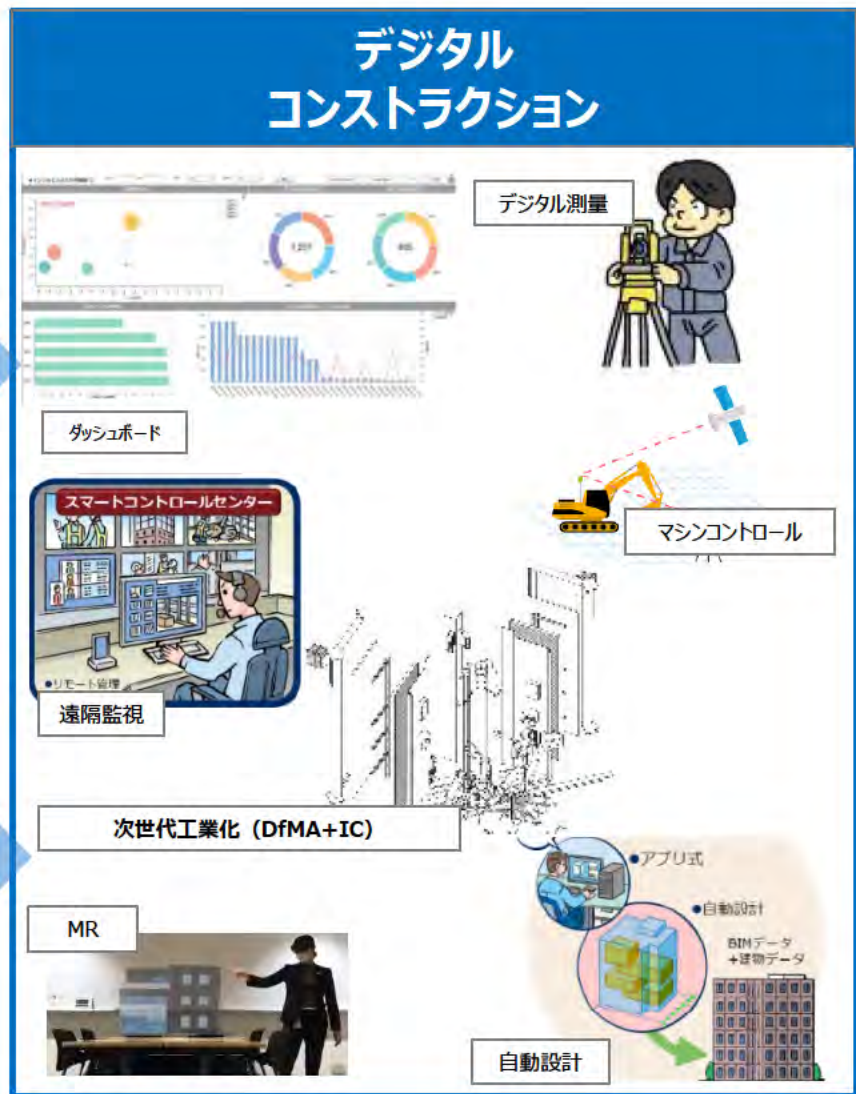 デジタル
コンストラクション
デジタル測量
ダッシュボード
スマートコントロールセンター
マシンコントロール
●リモート管理
遠隔監視
次世代工業化（DfMA+IC）
●アプリ式
●自動設計
BIMデータ
+建物データ
MR
自動設計